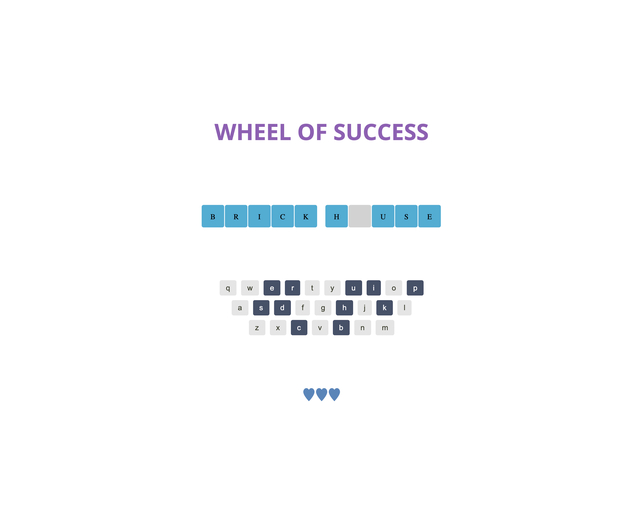 WHEEL OF SUCCESS
B R I C K H U S E
q w e r t y u i o p
a s d f g h j k l
z x c v b n m